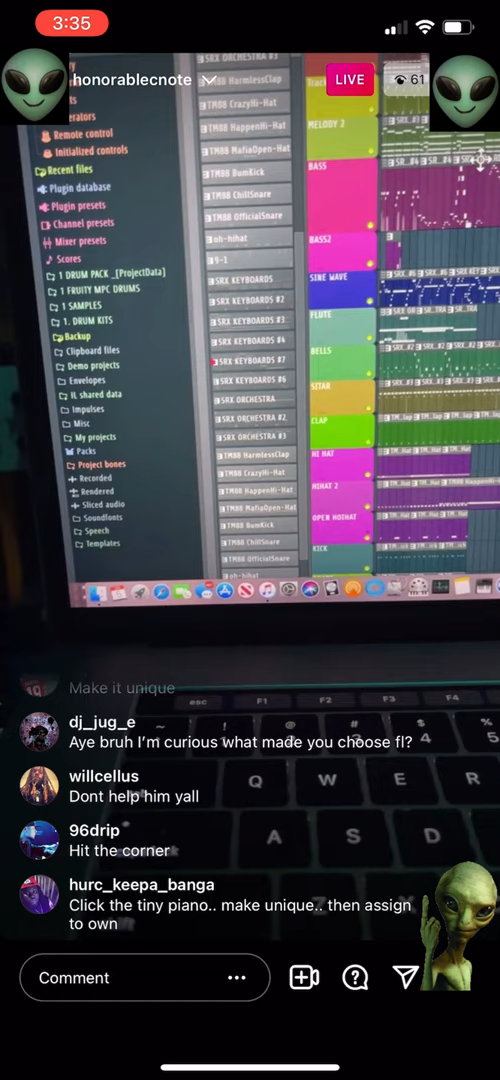 3:35
honorablecnote
LIVE
61
SRX ORCHESTRA #3
TM88 HarmlessClap
TM88 CrazyHi-Hat
TM88 HappenHi-Hat
TM88 MafiaOpen-Hat
TM88 BumKick
TM88 ChillSnare
TM88 OfficialSnare
oh-hihat
9-1
SRX KEYBOARDS
SRX KEYBOARDS #2
SRX KEYBOARDS #3
SRX KEYBOARDS #4
SRX KEYBOARDS #7
SRX KEYBOARDS #6
SRX ORCHESTRA
SRX ORCHESTRA #2
SRX ORCHESTRA #3
TM88 HarmlessClap
TM88 CrazyHi-Hat
TM88 HappenHi-Hat
TM88 MafiaOpen-Hat
TM88 BumKick
TM88 ChillSnare
TM88 OfficialSnare
oh-hihat
Remote control
Initialized controls
Recent files
Plugin database
Plugin presets
Channel presets
Mixer presets
Scores
1 DRUM PACK _[ProjectData]
1 FRUITY MPC DRUMS
1 SAMPLES
1. DRUM KITS
Backup
Clipboard files
Demo projects
Envelopes
IL shared data
Impulses
Misc
My projects
Packs
Project bones
Recorded
Rendered
Sliced audio
Soundfonts
Speech
Templates
MELODY 2
BASS
BASS2
SINE WAVE
FLUTE
BELLS
SITAR
CLAP
HI HAT
HIHAT 2
OPEN HOIHAT
KICK
esc
F1
F2
F3
F4
Q
W
E
R
A
S
D
Make it unique
dj_jug_e
Aye bruh I'm curious what made you choose fl?
willcellus
Dont help him yall
96drip
Hit the corner
hurc_keepa_banga
Click the tiny piano.. make unique.. then assign
to own
Comment